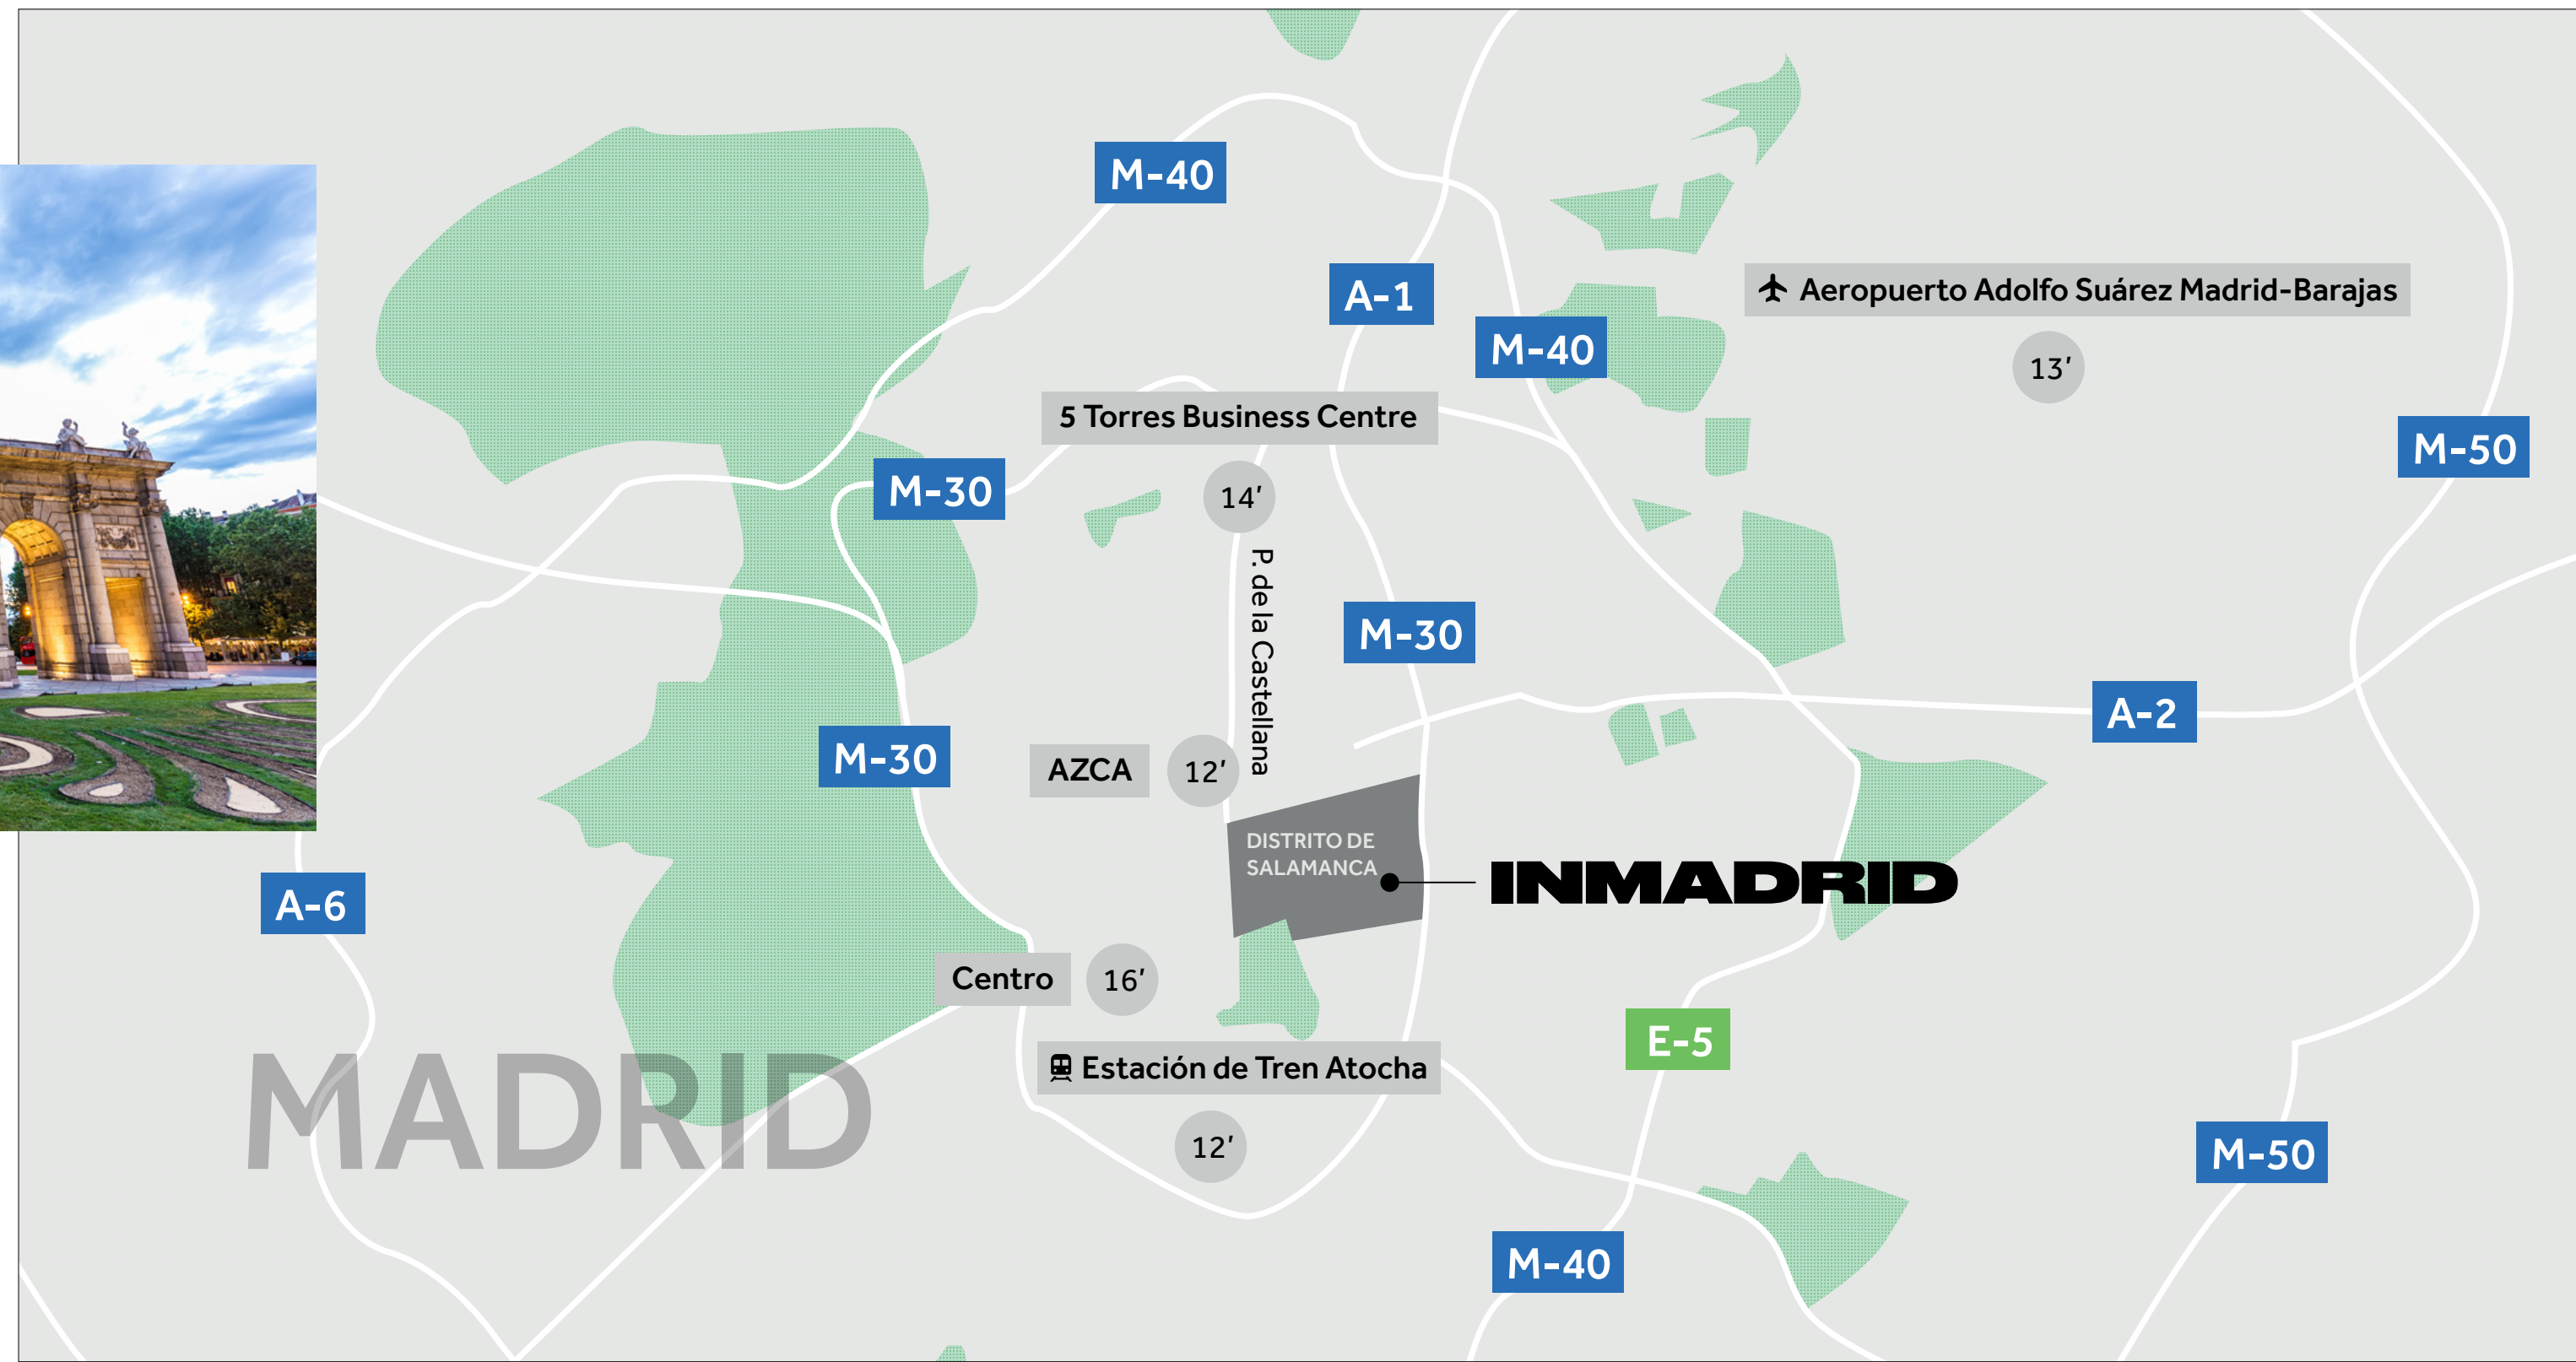 M-40
A-1
Aeropuerto Adolfo Suárez Madrid-Barajas
M-40
13’
5 Torres Business Centre
M-50
M-30
14’
P. de la Castellana
M-30
A-2
M-30
AZCA
12’
DISTRITO DE
SALAMANCA
INMADRID
A-6
Centro
16’
E-5
Estación de Tren Atocha
MADRID
12’
M-50
M-40